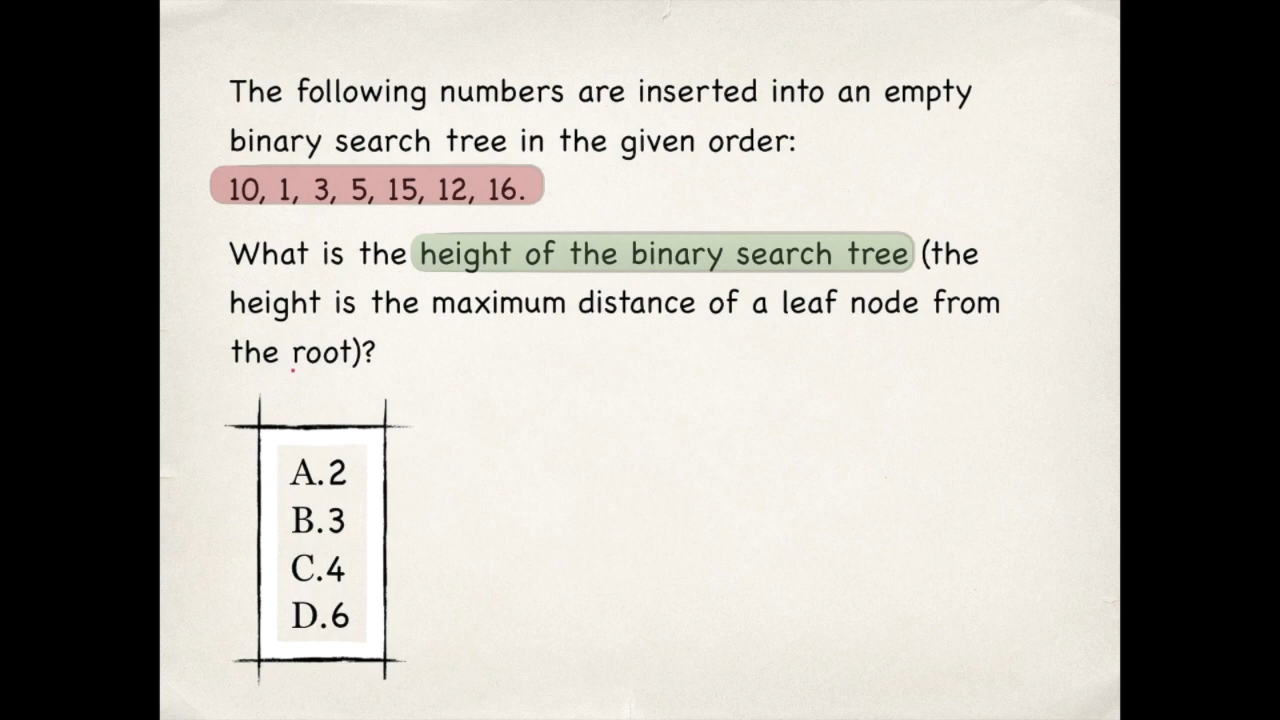 The following numbers are inserted into an empty
binary search tree in the given order:
10, 1, 3, 5, 15, 12, 16.
What is the height of the binary search tree (the
height is the maximum distance of a leaf node from
the root)?
A.2
B.3
C.4
D.6